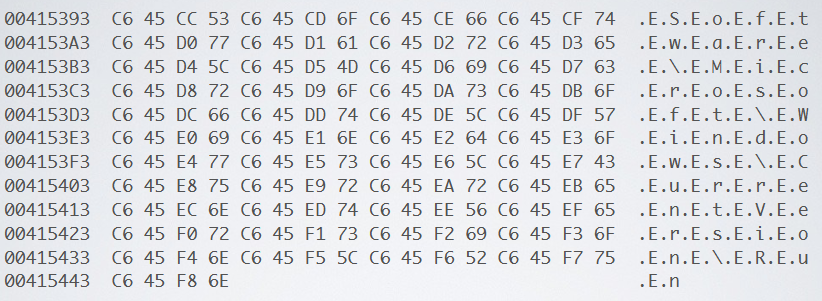 00415393 C6 45 CC 53 C6 45 CD 6F C6 45 CE 66 C6 45 CF 74 .E.S.E.o.E.f.E.t
004153A3 C6 45 D0 77 C6 45 D1 61 C6 45 D2 72 C6 45 D3 65 .E.w.E.a.E.r.E.e
004153B3 C6 45 D4 5C C6 45 D5 4D C6 45 D6 69 C6 45 D7 63 .E.\.E.M.E.i.E.c
004153C3 C6 45 D8 72 C6 45 D9 6F C6 45 DA 73 C6 45 DB 6F .E.r.E.o.E.s.E.o
004153D3 C6 45 DC 66 C6 45 DD 74 C6 45 DE 5C C6 45 DF 57 .E.f.E.t.E.\.E.W
004153E3 C6 45 E0 69 C6 45 E1 6E C6 45 E2 64 C6 45 E3 6F .E.i.E.n.E.d.E.o
004153F3 C6 45 E4 77 C6 45 E5 73 C6 45 E6 5C C6 45 E7 43 .E.w.E.s.E.\.E.C
00415403 C6 45 E8 75 C6 45 E9 72 C6 45 EA 72 C6 45 EB 65 .E.u.E.r.E.r.E.e
00415413 C6 45 EC 6E C6 45 ED 74 C6 45 EE 56 C6 45 EF 65 .E.n.E.t.E.V.E.e
00415423 C6 45 F0 72 C6 45 F1 73 C6 45 F2 69 C6 45 F3 6F .E.r.E.s.E.i.E.o
00415433 C6 45 F4 6E C6 45 F5 5C C6 45 F6 52 C6 45 F7 75 .E.n.E.\.E.R.E.u
00415443 C6 45 F8 6E .E.n